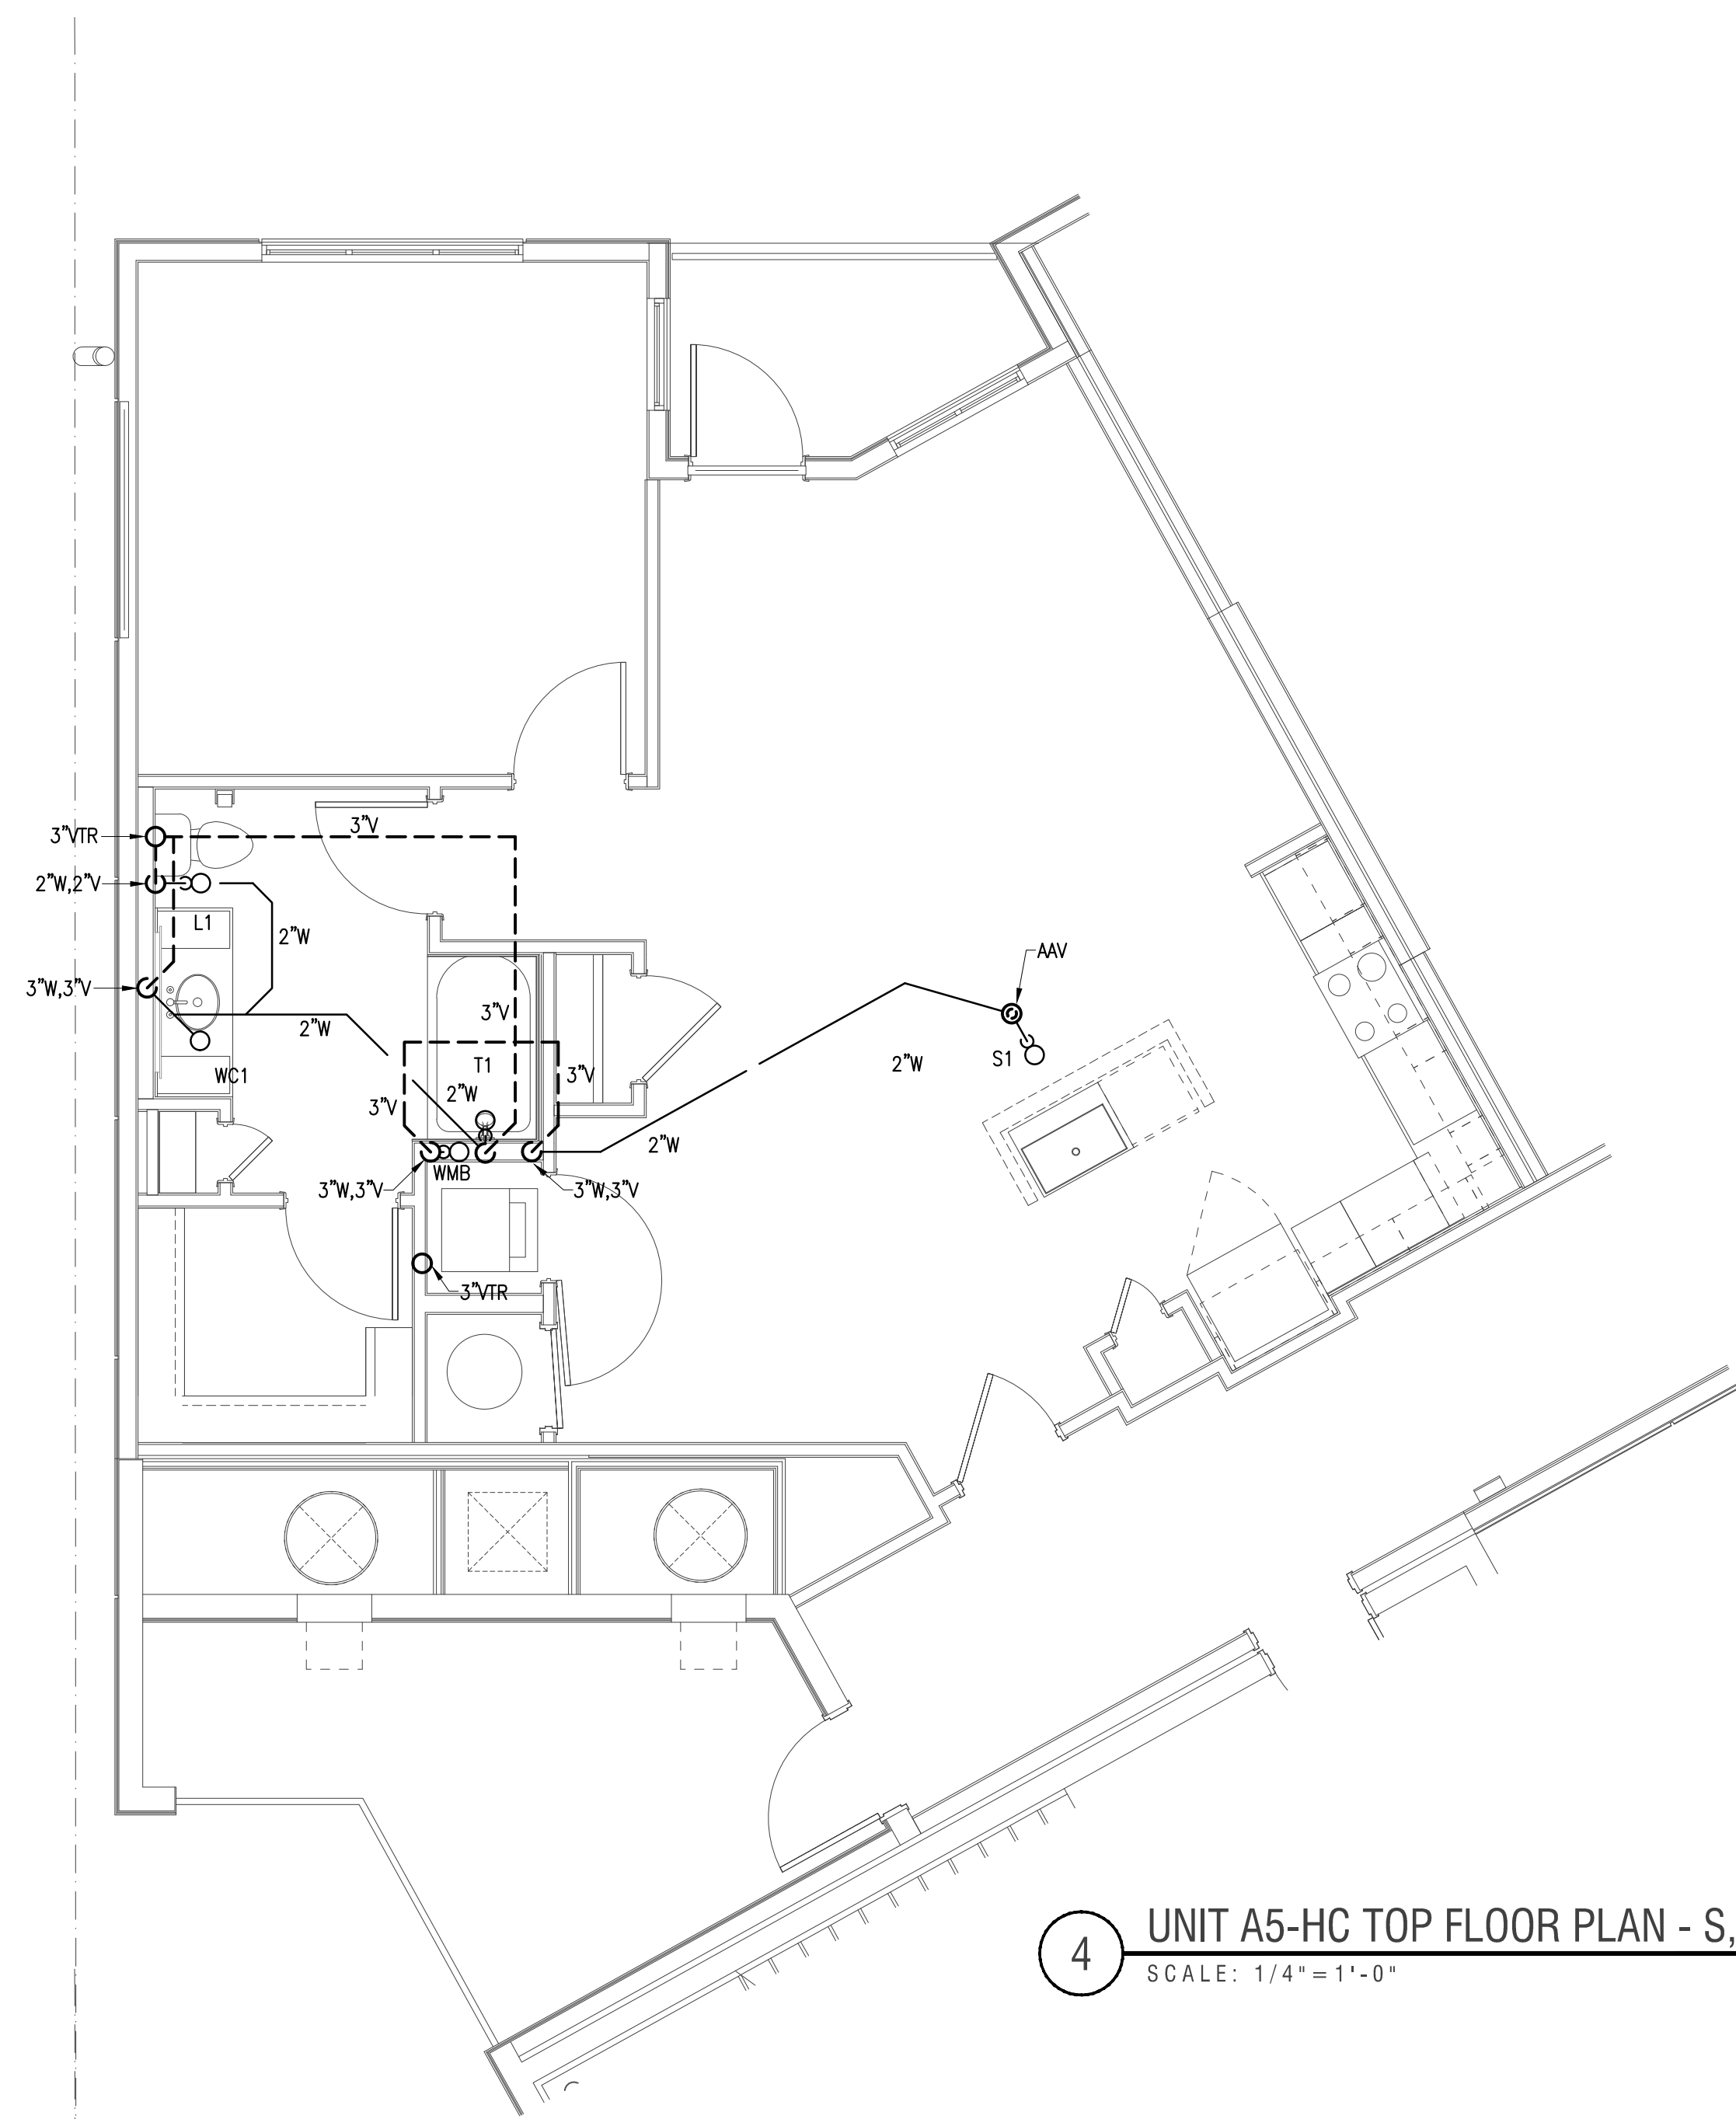 3"VTR
3"V
2"W,2"V
L1
2"W
AAV
3"W,3"V
3"V
2"W
S1
2"W
T1
WC1
3"V
2"W
3"V
2"W
WMB
3"W,3"V
3"W,3"V
3"VTR
4
UNIT A5-HC TOP FLOOR PLAN - S,
SCALE: 1/4"=1'-0"